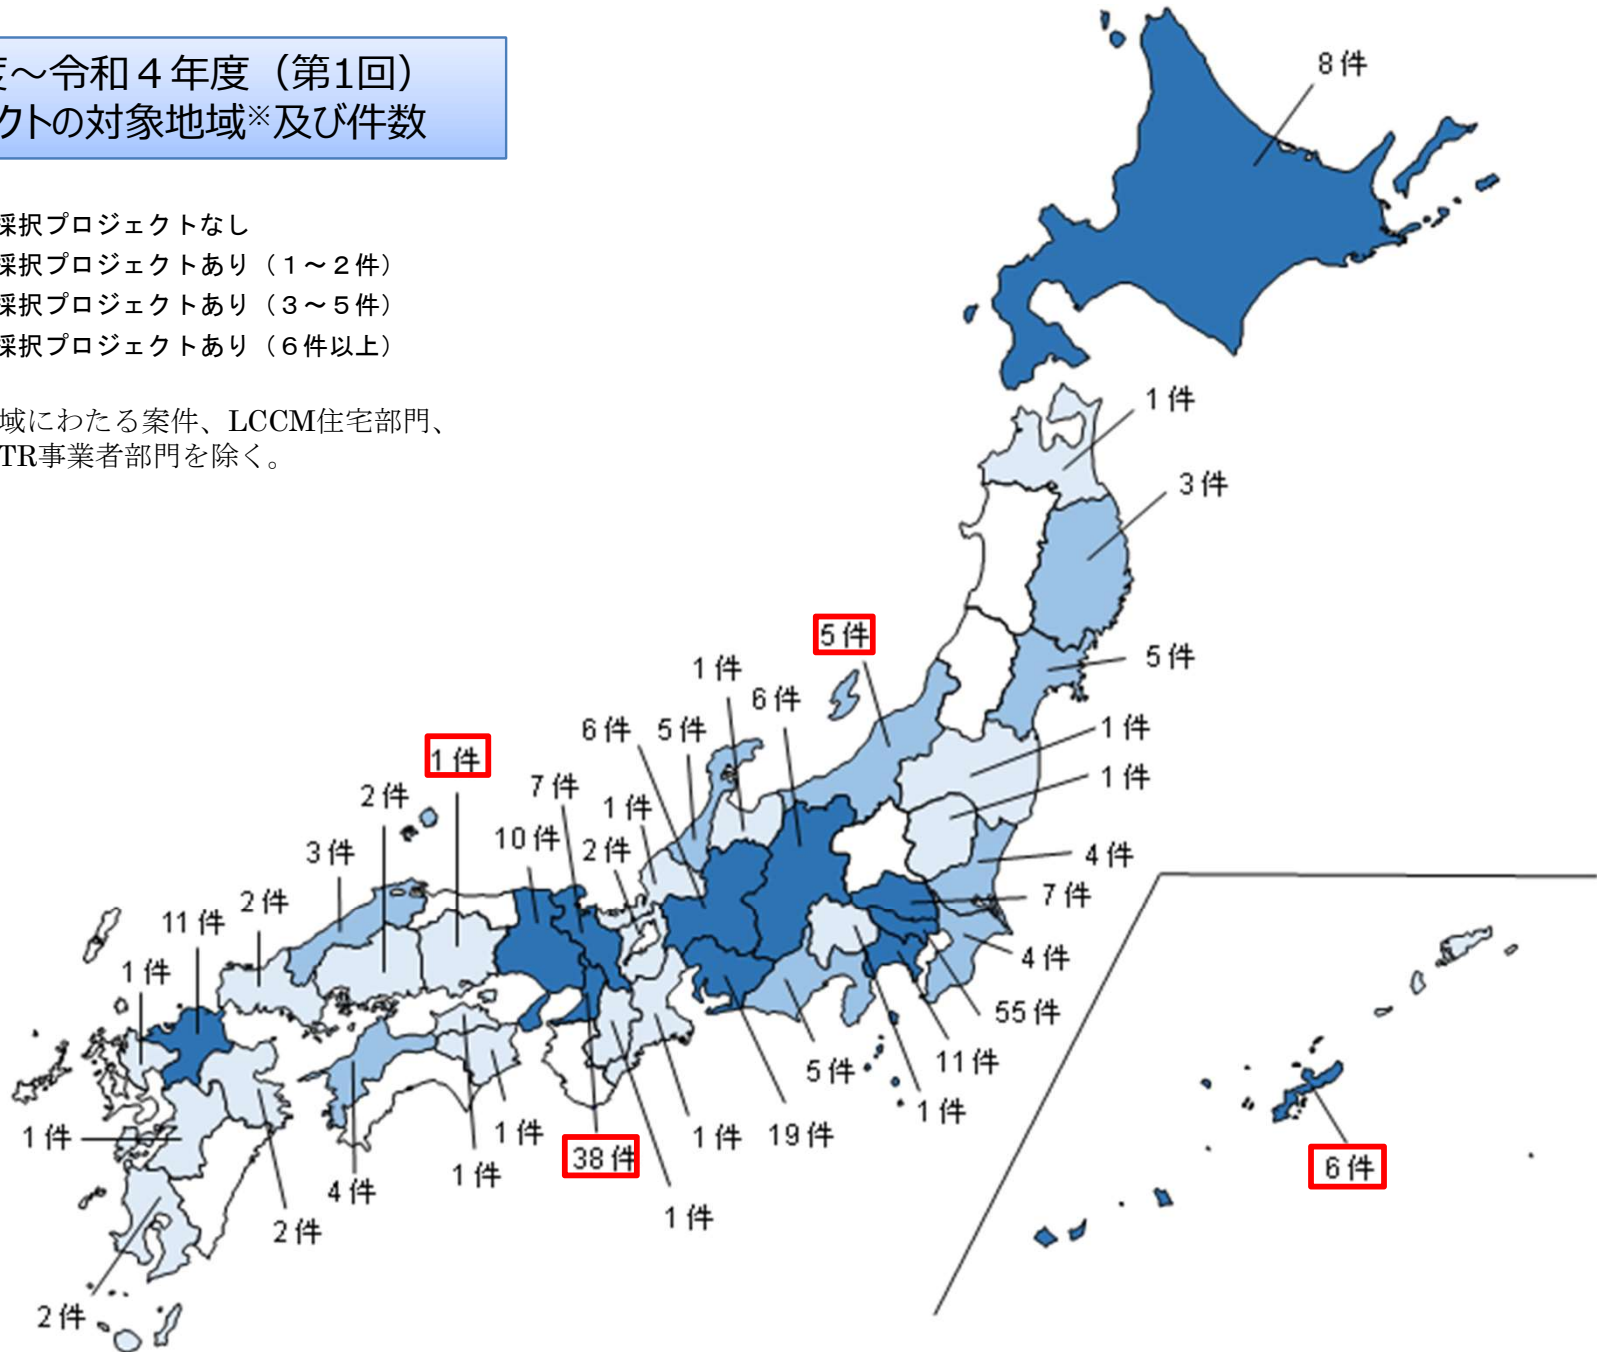 度～令和４年度（第1回）
クトの対象地域※及び件数
採択プロジェクトなし
採択プロジェクトあり（１～２件）
採択プロジェクトあり（３～５件）
採択プロジェクトあり（６件以上）
域にわたる案件、LCCM住宅部門、
TR事業者部門を除く。
8件
1件
3件
5件
5件
1件
6件
1件
6件
5件
1件
1件
2件
7件
1件
10件
2件
3件
4件
7件
2件
11件
4件
1件
55件
11件
5件
1件
1件
1件
1件
19件
38件
6件
1件
4件
1件
2件
2件